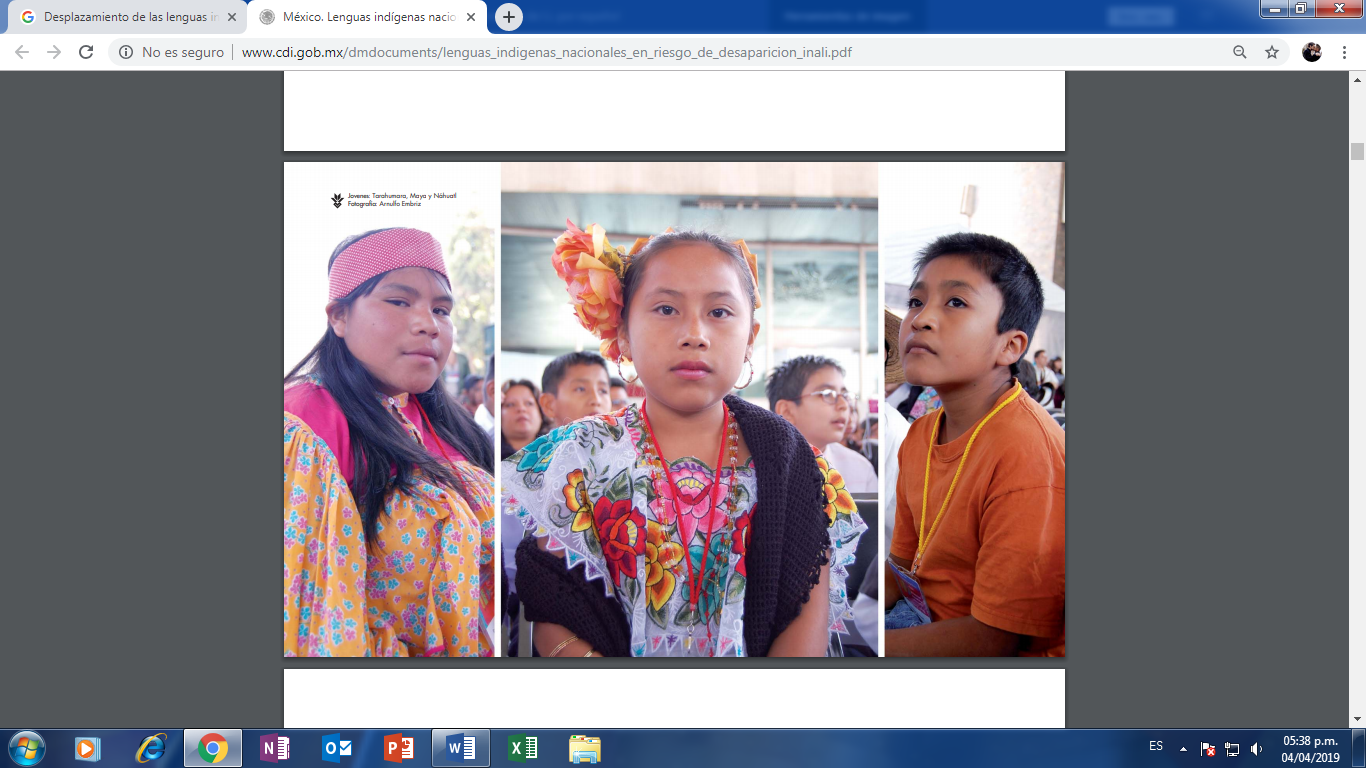 Desplazamiento de las lenguas in
México. Lenguas indígenas nacio
No es seguro
www.cdi.gob.mx/dmdocuments/lenguas_indigenas_nacionales_en_riesgo_de_desaparicion_inali.pdf
Jovenes: Tarahumara, Maya y Náhuatl
Fotografía: Arnulfo Embriz
ES
05:38 p.m.
04/04/2019